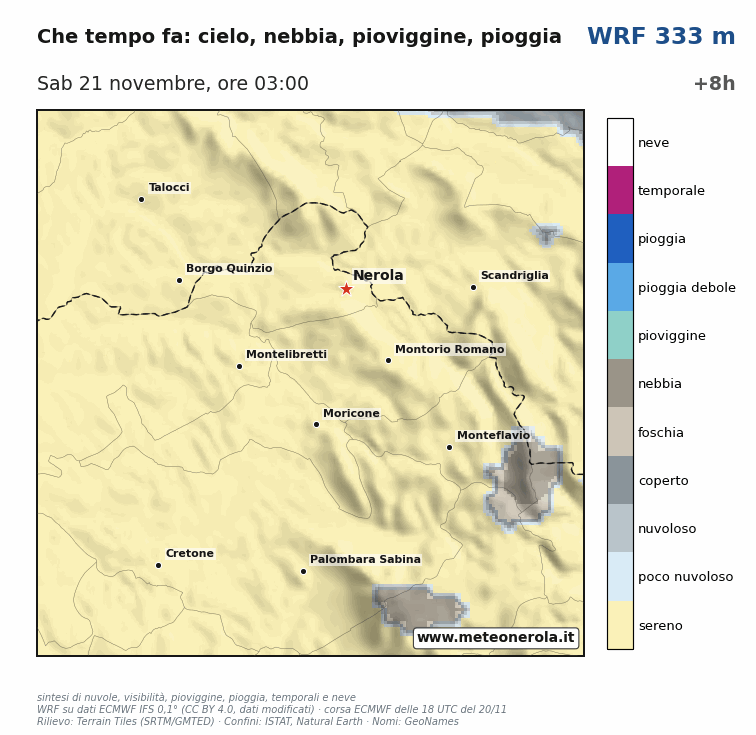 Che tempo fa: cielo, nebbia, pioviggine, pioggia
WRF 333 m
Sab 21 novembre, ore 03:00
+8h
Talocci
Borgo Quinzio
Nerola
Scandriglia
Montelibretti
Montorio Romano
Moricone
Monteflavio
Cretone
Palombara Sabina
www.meteonerola.it
neve
temporale
pioggia
pioggia debole
pioviggine
nebbia
foschia
coperto
nuvoloso
poco nuvoloso
sereno
sintesi di nuvole, visibilità, pioviggine, pioggia, temporali e neve
WRF su dati ECMWF IFS 0,1° (CC BY 4.0, dati modificati) · corsa ECMWF delle 18 UTC del 20/11
Rilievo: Terrain Tiles (SRTM/GMTED) · Confini: ISTAT, Natural Earth · Nomi: GeoNames